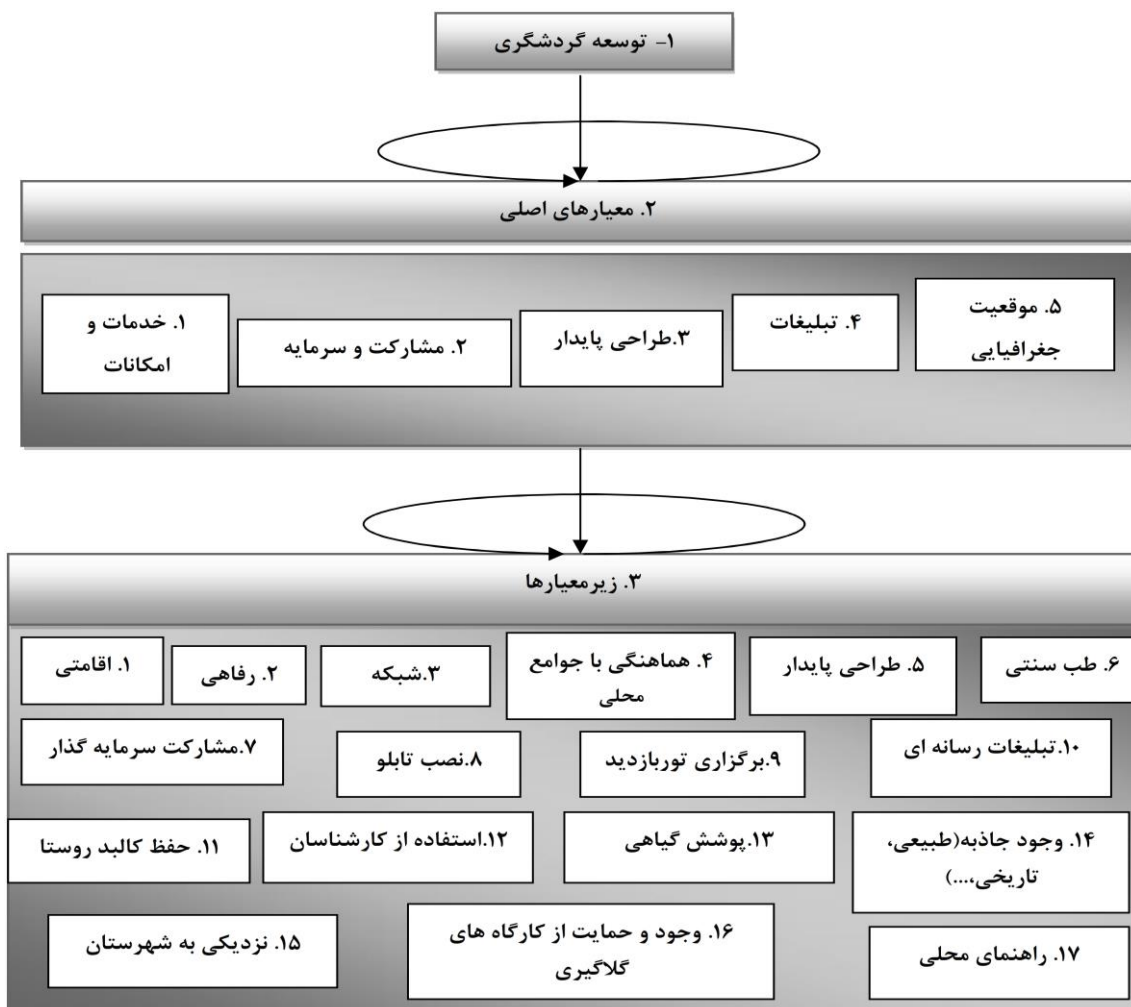 ۱- توسعه گردشگری
۲. معیارهای اصلی
۱. خدمات و
امکانات
۲. مشارکت و سرمایه
۳.طراحی پایدار
۴. تبلیغات
۵. موقعیت
جغرافیایی
۳. زیرمعیارها
۱. اقامتی
۲. رفاهی
۳.شبکه
۴. هماهنگی با جوامع
محلی
۵. طراحی پایدار
۶. طب سنتی
۷.مشارکت سرمایه گذار
۸.نصب تابلو
۹.برگزاری توربازدید
۱۰.تبلیغات رسانه ای
۱۱. حفظ کالبد روستا
۱۲.استفاده از کارشناسان
۱۳.پوشش گیاهی
۱۴. وجود جاذبه(طبیعی،
تاریخی،...)
۱۵. نزدیکی به شهرستان
۱۶. وجود و حمایت از کارگاه های
گلاگیری
۱۷. راهنمای محلی